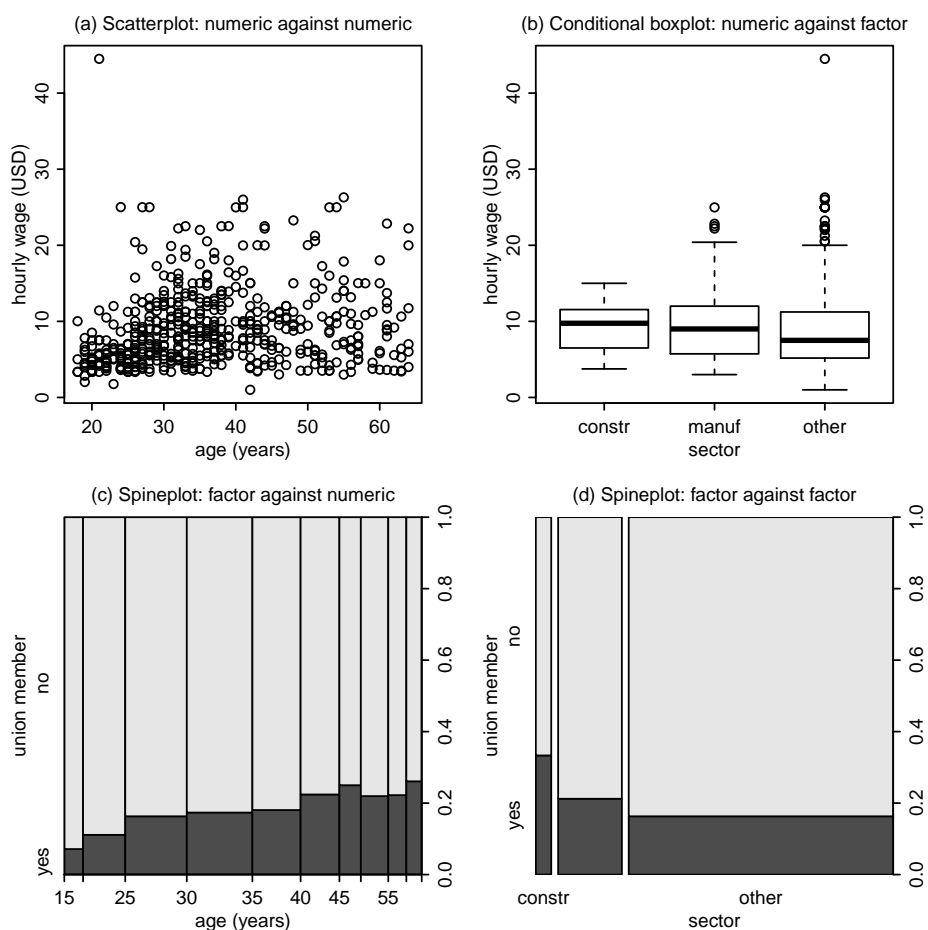 (a) Scatterplot: numeric against numeric
hourly wage (USD)
0 10 20 30 40
20 30 40 50 60
age (years)
(b) Conditional boxplot: numeric against factor
hourly wage (USD)
0 10 20 30 40
constr manuf other
sector
(c) Spineplot: factor against numeric
union member
yes no
0.0 0.2 0.4 0.6 0.8 1.0
15 25 30 35 40 45 55
age (years)
(d) Spineplot: factor against factor
union member
yes no
0.0 0.2 0.4 0.6 0.8 1.0
constr other
sector